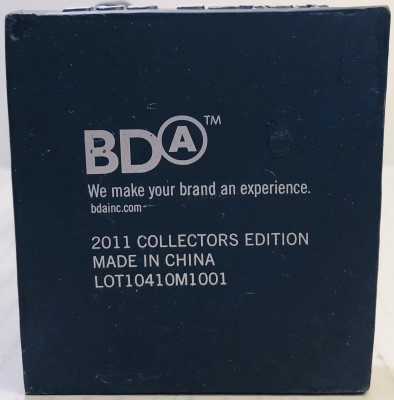 BDA™
We make your brand an experience.
bdainc.com
2011 COLLECTORS EDITION
MADE IN CHINA
LOT10410M1001